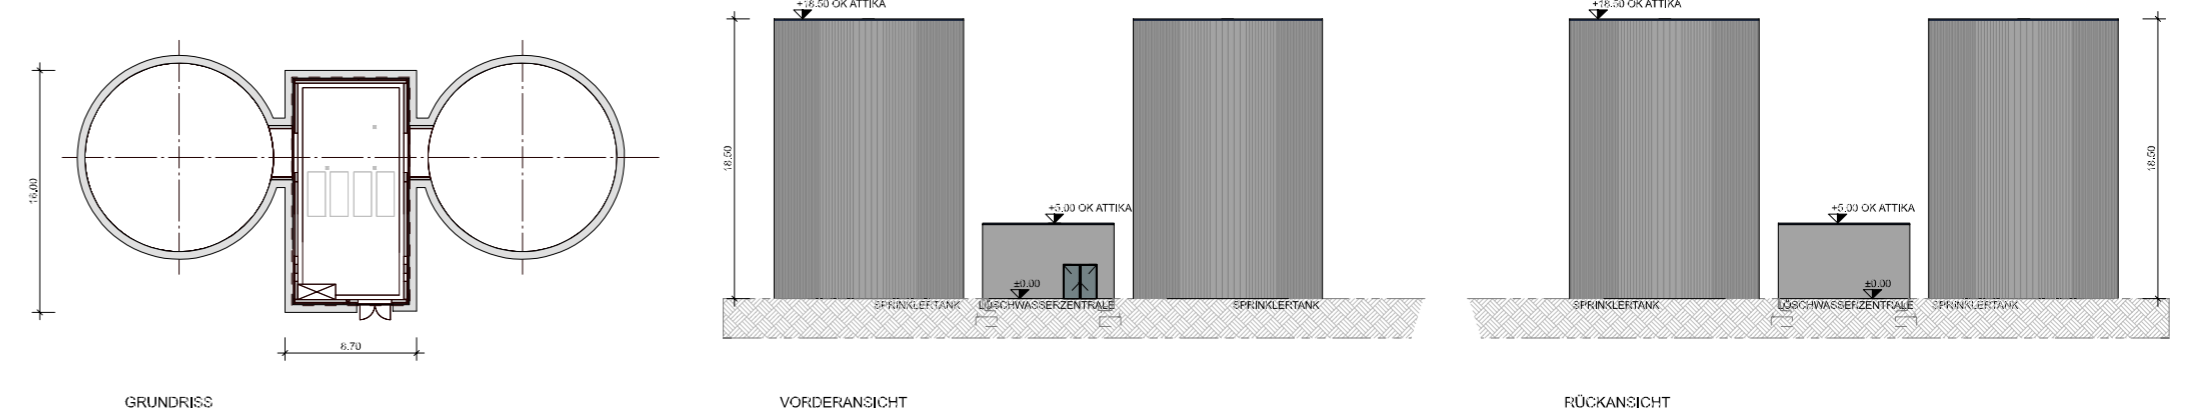 16.00
8.70
GRUNDRISS
+18.50 OK ATTIKA
18.50
+5.00 OK ATTIKA
±0.00
SPRINKLERTANK
LÖSCHWASSERZENTRALE
SPRINKLERTANK
VORDERANSICHT
+18.50 OK ATTIKA
18.50
+5.00 OK ATTIKA
±0.00
SPRINKLERTANK
LÖSCHWASSERZENTRALE
SPRINKLERTANK
RÜCKANSICHT